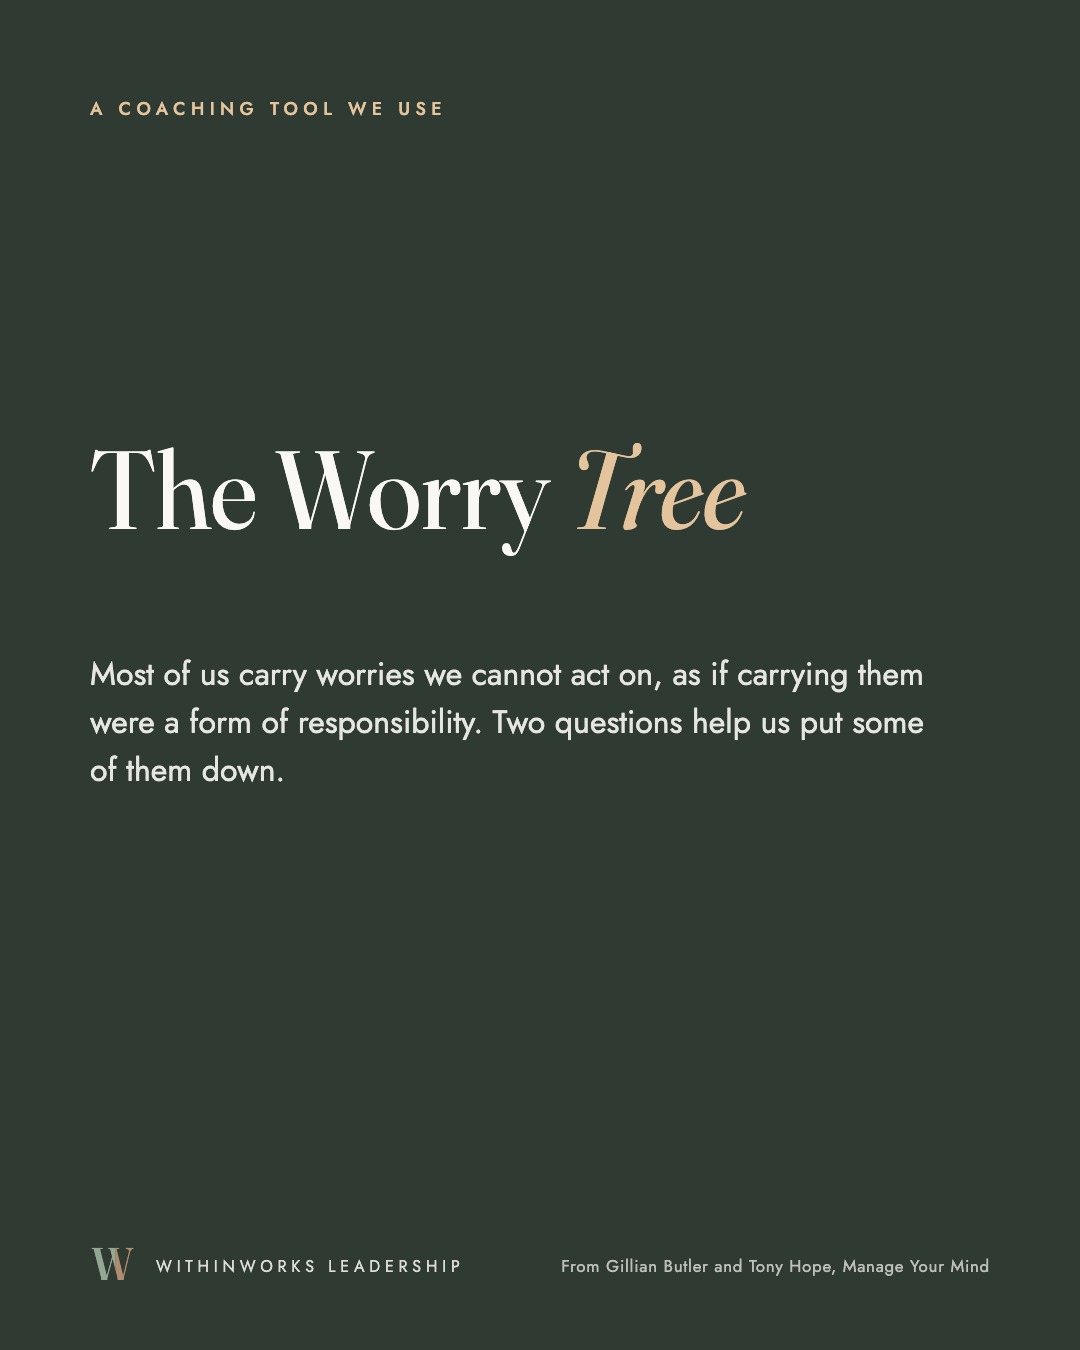 A COACHING TOOL WE USE
The Worry Tree
Most of us carry worries we cannot act on, as if carrying them
were a form of responsibility. Two questions help us put some
of them down.
W WITHINWORKS LEADERSHIP
From Gillian Butler and Tony Hope, Manage Your Mind